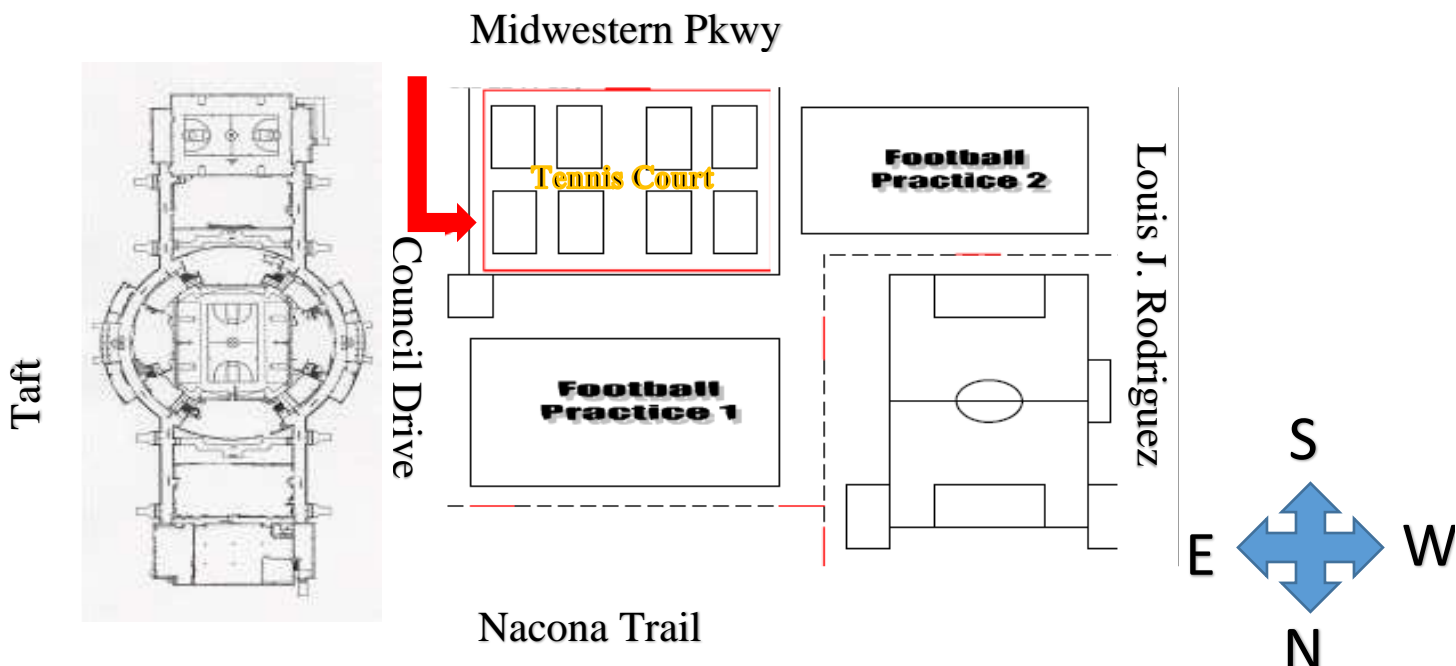 Midwestern Pkwy
Tennis Court
Football
Practice 2
Louis J. Rodriguez
Council Drive
Taft
Football
Practice 1
S
E
W
N
Nacona Trail